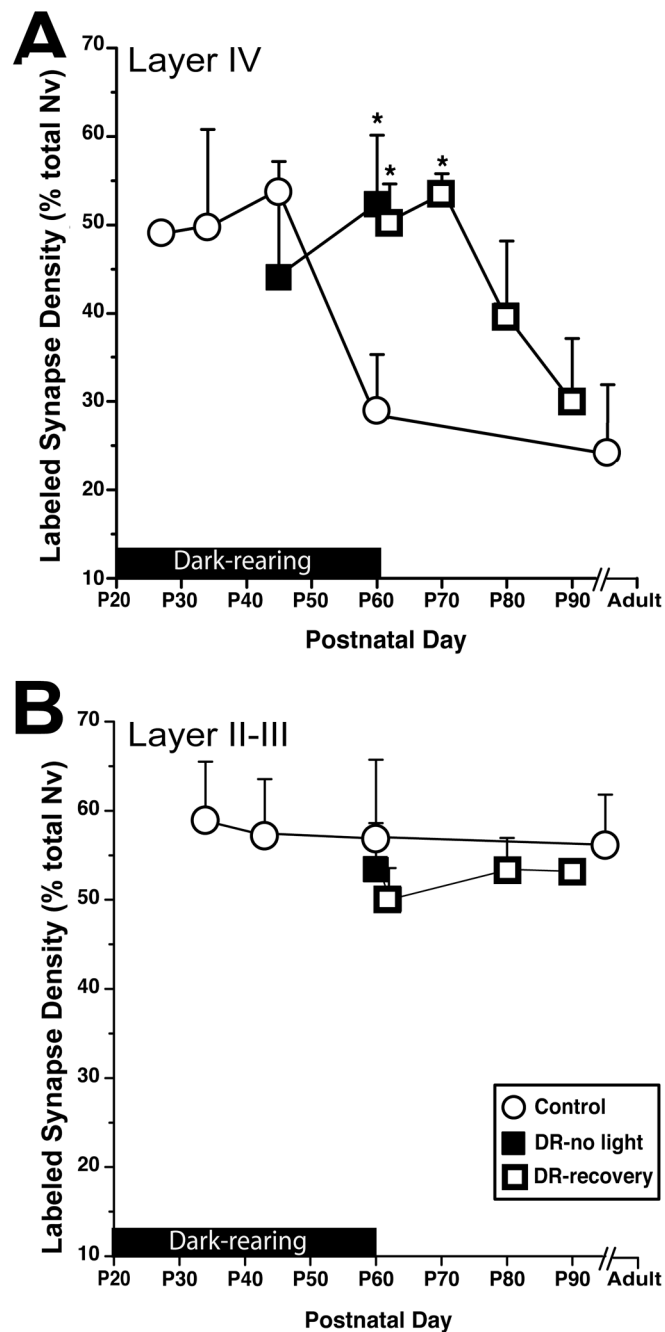 A
Layer IV
Labeled Synapse Density (% total Nv)
70
60
50
40
30
20
10
* * *
Dark-rearing
P20 P30 P40 P50 P60 P70 P80 P90 Adult
Postnatal Day
B
Layer II-III
Labeled Synapse Density (% total Nv)
70
60
50
40
30
20
10
Control
DR-no light
DR-recovery
Dark-rearing
P20 P30 P40 P50 P60 P70 P80 P90 Adult
Postnatal Day